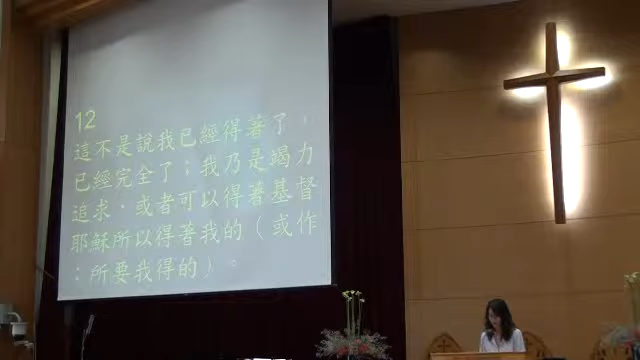 12
這不是說我已經得著了，
已經完全了；我乃是竭力
追求，或者可以得著基督
耶穌所以得著我的（或作
：所要我得的）。